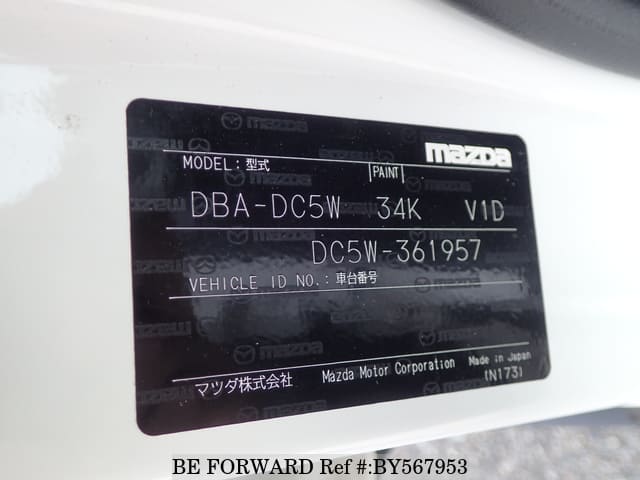 mazda
MODEL：型式 PAINT
DBA-DC5W 34K V1D
DC5W-361957
VEHICLE ID NO.：車台番号
マツダ株式会社 Mazda Motor Corporation Made in Japan
(N173)
BE FORWARD Ref #:BY567953